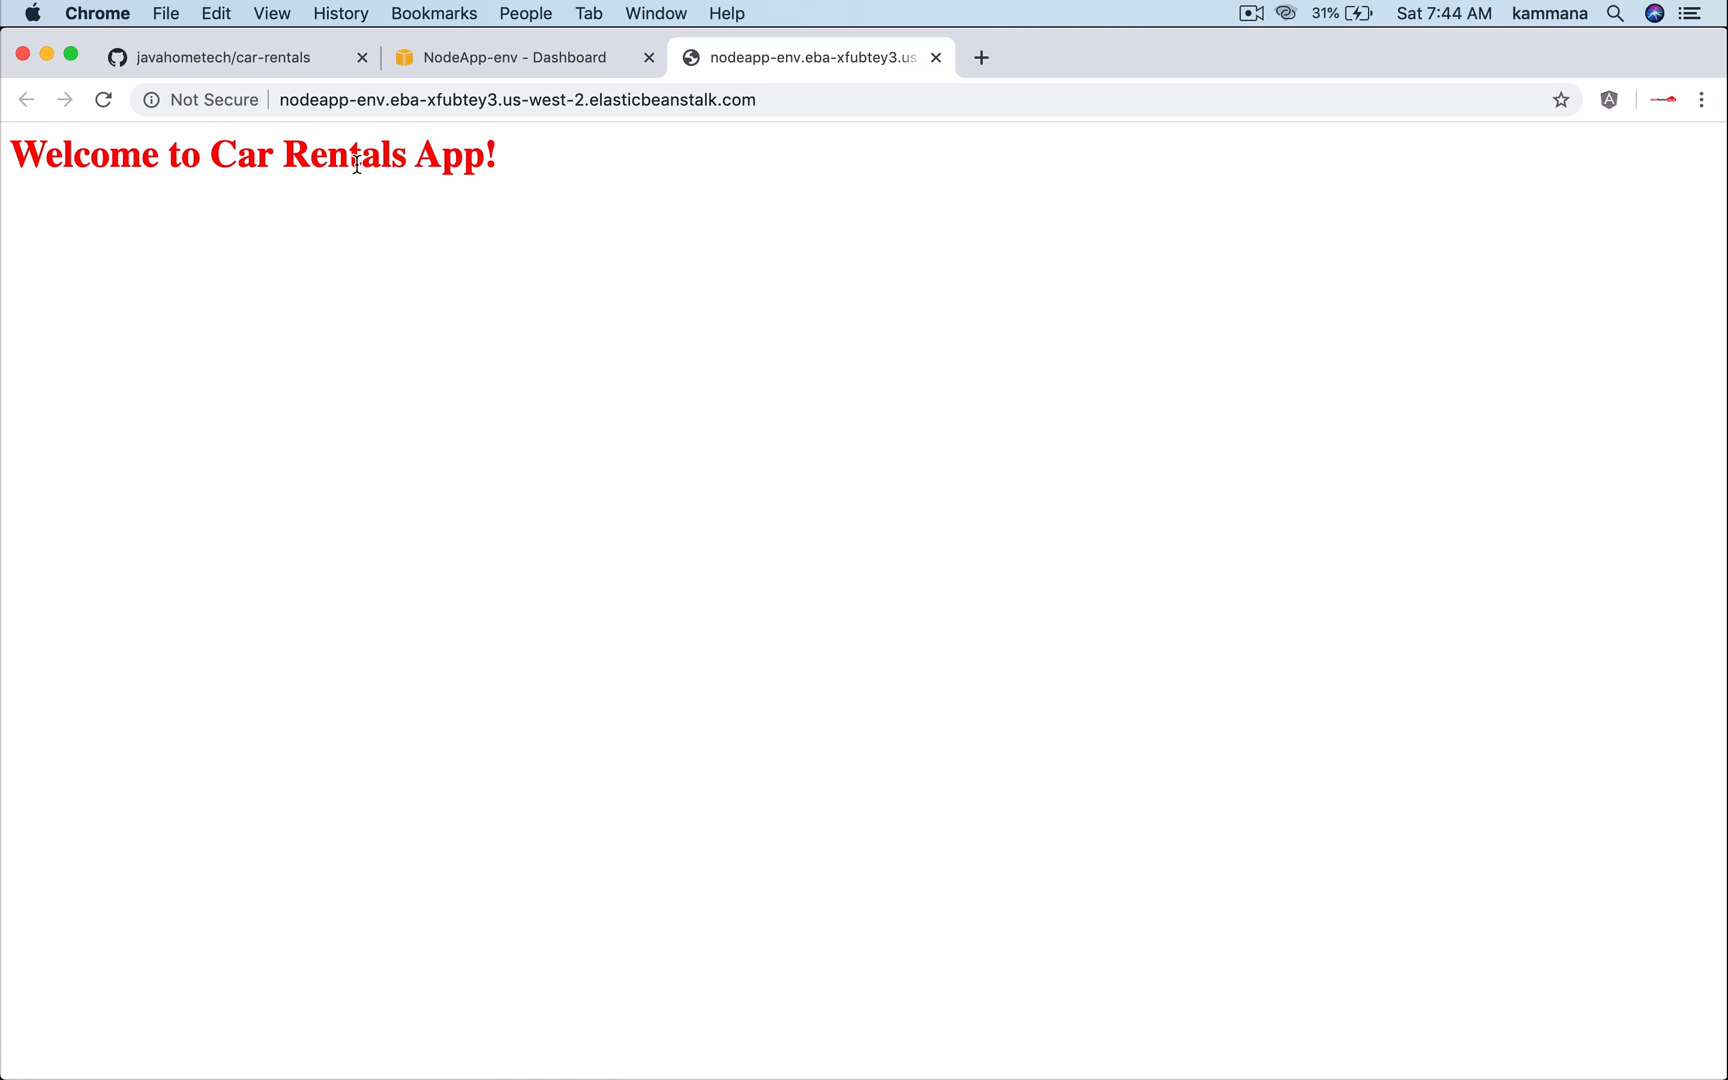 Chrome File Edit View History Bookmarks People Tab Window Help 31% Sat 7:44 AM kammana
javahometech/car-rentals NodeApp-env - Dashboard nodeapp-env.eba-xfubtey3.us
Not Secure nodeapp-env.eba-xfubtey3.us-west-2.elasticbeanstalk.com
Welcome to Car Rentals App!